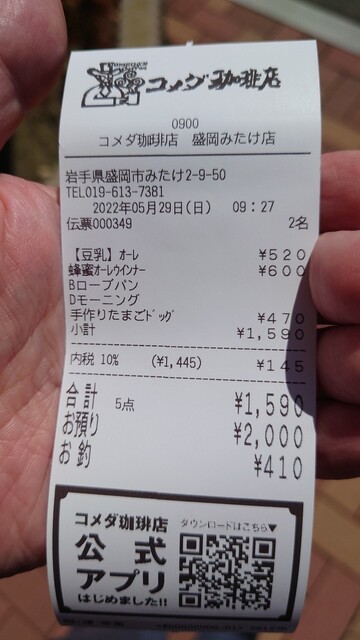 コメダ珈琲店
0900
コメダ珈琲店 盛岡みたけ店
岩手県盛岡市みたけ2-9-50
TEL019-613-7381
2022年05月29日(日) 09:27
伝票000349 2名
【豆乳】オーレ ¥520
蜂蜜オーレウインナー ¥600
Bローブパン
Dモーニング
手作りたまごドッグ ¥470
小計 ¥1,590
内税 10% (¥1,445) ¥145
合計 5点 ¥1,590
お預り ¥2,000
お釣 ¥410
コメダ珈琲店 ダウンロードはこちら▼
公式
アプリ
はじめました!!